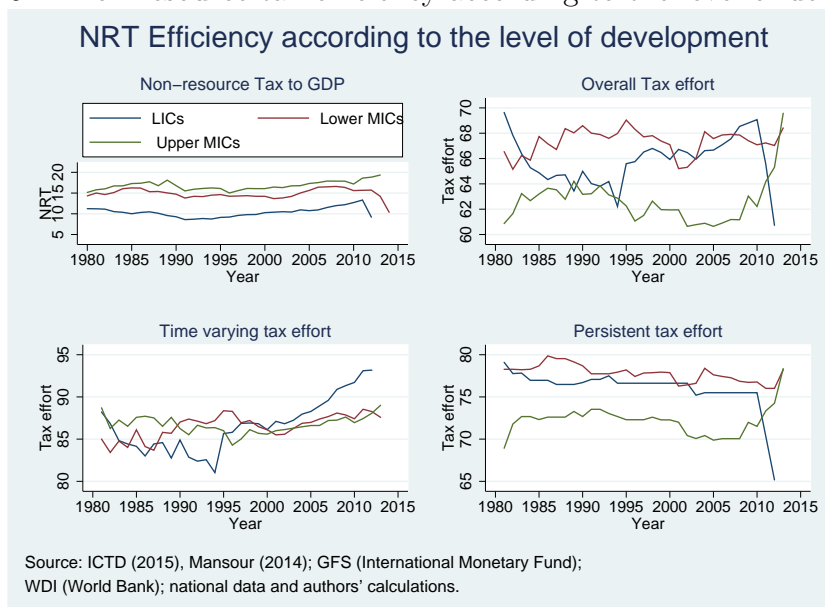 NRT Efficiency according to the level of development
Non−resource Tax to GDP
LICs
Lower MICs
Upper MICs
NRT
5 10 15 20
1980 1985 1990 1995 2000 2005 2010 2015
Year
Overall Tax effort
Tax effort
60 62 64 66 68 70
1980 1985 1990 1995 2000 2005 2010 2015
Year
Time varying tax effort
Tax effort
80 85 90 95
1980 1985 1990 1995 2000 2005 2010 2015
Year
Persistent tax effort
Tax effort
65 70 75 80
1980 1985 1990 1995 2000 2005 2010 2015
Year
Source: ICTD (2015), Mansour (2014); GFS (International Monetary Fund);
WDI (World Bank); national data and authors' calculations.